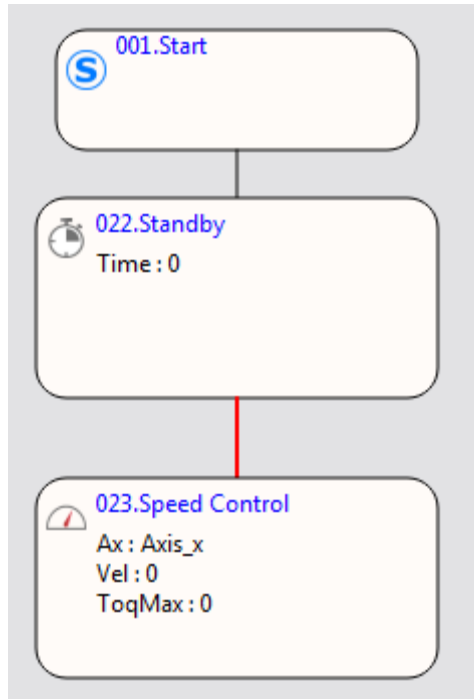 001.Start
S
022.Standby
Time : 0
023.Speed Control
Ax : Axis_x
Vel : 0
ToqMax : 0